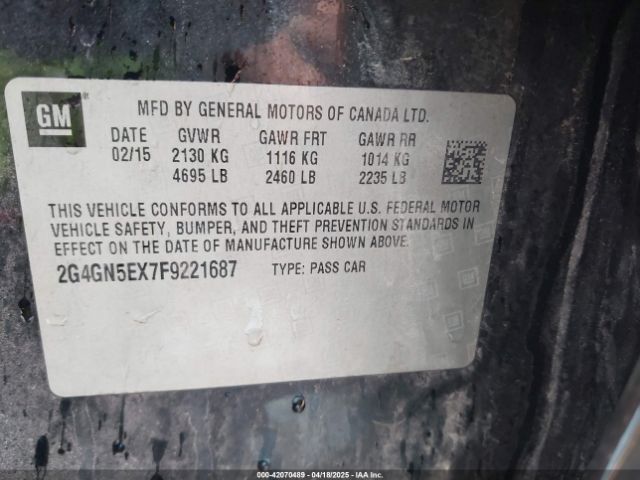 GM
MFD BY GENERAL MOTORS OF CANADA LTD.
DATE GVWR GAWR FRT GAWR RR
02/15 2130 KG 1116 KG 1014 KG
4695 LB 2460 LB 2235 LB
THIS VEHICLE CONFORMS TO ALL APPLICABLE U.S. FEDERAL MOTOR
VEHICLE SAFETY, BUMPER, AND THEFT PREVENTION STANDARDS IN
EFFECT ON THE DATE OF MANUFACTURE SHOWN ABOVE.
2G4GN5EX7F9221687 TYPE: PASS CAR
000-42070489 - 04/18/2025 - IAA Inc.